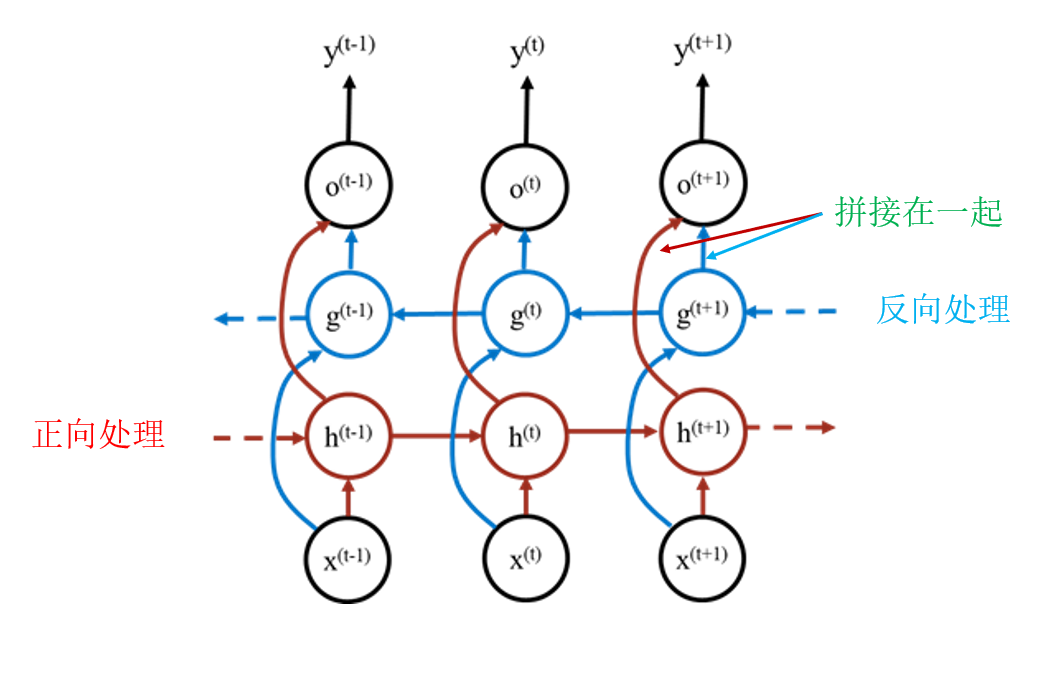 y(t-1) y(t) y(t+1)
o(t-1) o(t) o(t+1)
拼接在一起
g(t-1) g(t) g(t+1)
反向处理
正向处理
h(t-1) h(t) h(t+1)
x(t-1) x(t) x(t+1)